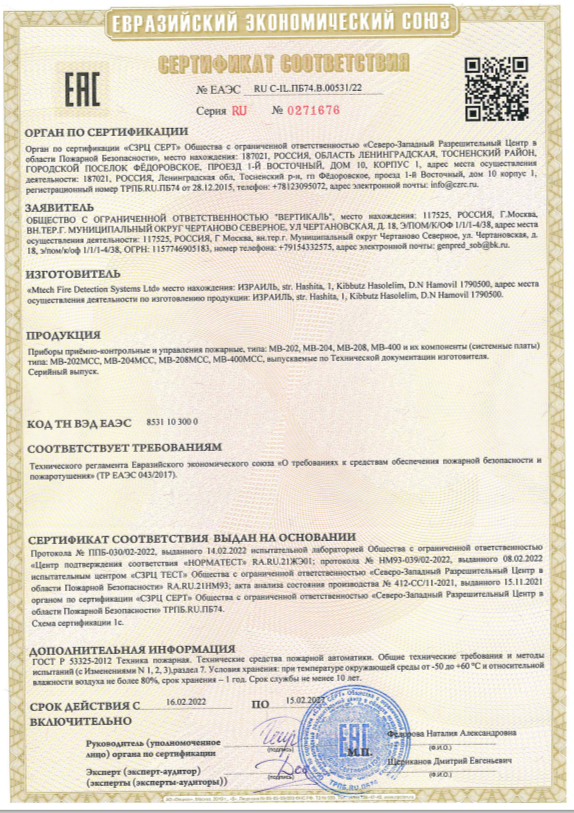 ЕВРАЗИЙСКИЙ ЭКОНОМИЧЕСКИЙ СОЮЗ
СЕРТИФИКАТ СООТВЕТСТВИЯ
EAC
№ ЕАЭС RU C-IL.ПБ74.В.00531/22
Серия RU № 0271676
ОРГАН ПО СЕРТИФИКАЦИИ
Орган по сертификации «СЗРЦ СЕРТ» Общества с ограниченной ответственностью «Северо-Западный Разрешительный Центр в
области Пожарной Безопасности», место нахождения: 187021, РОССИЯ, ОБЛАСТЬ ЛЕНИНГРАДСКАЯ, ТОСНЕНСКИЙ РАЙОН,
ГОРОДСКОЙ ПОСЕЛОК ФЁДОРОВСКОЕ, ПРОЕЗД 1-Й ВОСТОЧНЫЙ, ДОМ 10, КОРПУС 1, адрес места осуществления
деятельности: 187021, РОССИЯ, Ленинградская обл, Тосненский р-н, гп Фёдоровское, проезд 1-й Восточный, дом 10 корпус 1,
регистрационный номер ТРПБ.RU.ПБ74 от 28.12.2015, телефон: +78123095072, адрес электронной почты: info@czrc.ru.
ЗАЯВИТЕЛЬ
ОБЩЕСТВО С ОГРАНИЧЕННОЙ ОТВЕТСТВЕННОСТЬЮ "ВЕРТИКАЛЬ", место нахождения: 117525, РОССИЯ, Г.Москва,
ВН.ТЕР.Г. МУНИЦИПАЛЬНЫЙ ОКРУГ ЧЕРТАНОВО СЕВЕРНОЕ, УЛ ЧЕРТАНОВСКАЯ, Д. 18, Э/ПОМ/К/ОФ 1/1/1-4/38, адрес места
осуществления деятельности: 117525, РОССИЯ, Г Москва, вн.тер.г. Муниципальный округ Чертаново Северное, ул. Чертановская, д.
18, э/пом/к/оф 1/1/1-4/38, ОГРН: 1157746905183, номер телефона: +79154332575, адрес электронной почты: genpred_sob@bk.ru.
ИЗГОТОВИТЕЛЬ
«Mtech Fire Detection Systems Ltd» место нахождения: ИЗРАИЛЬ, str. Hashita, 1, Kibbutz Hasolelim, D.N Hamovil 1790500, адрес места
осуществления деятельности по изготовлению продукции: ИЗРАИЛЬ, str. Hashita, 1, Kibbutz Hasolelim, D.N Hamovil 1790500.
ПРОДУКЦИЯ
Приборы приёмно-контрольные и управления пожарные, типа: МВ-202, МВ-204, МВ-208, МВ-400 и их компоненты (системные платы)
типа: МВ-202МСС, МВ-204МСС, МВ-208МСС, МВ-400МСС, выпускаемые по Технической документации изготовителя.
Серийный выпуск.
КОД ТН ВЭД ЕАЭС 8531 10 300 0
СООТВЕТСТВУЕТ ТРЕБОВАНИЯМ
Технического регламента Евразийского экономического союза «О требованиях к средствам обеспечения пожарной безопасности и
пожаротушения» (ТР ЕАЭС 043/2017).
СЕРТИФИКАТ СООТВЕТСТВИЯ ВЫДАН НА ОСНОВАНИИ
Протокола № ППБ-030/02-2022, выданного 14.02.2022 испытательной лабораторией Общества с ограниченной ответственностью
«Центр подтверждения соответствия «НОРМАТЕСТ» RA.RU.21ЖЭ01; протокола № НМ93-039/02-2022, выданного 08.02.2022
испытательным центром «СЗРЦ ТЕСТ» Общества с ограниченной ответственностью «Северо-Западный Разрешительный Центр в
области Пожарной Безопасности» RA.RU.21НМ93; акта анализа состояния производства № 412-СС/11-2021, выданного 15.11.2021
органом по сертификации «СЗРЦ СЕРТ» Общества с ограниченной ответственностью «Северо-Западный Разрешительный Центр в
области Пожарной Безопасности» ТРПБ.RU.ПБ74.
Схема сертификации 1с.
ДОПОЛНИТЕЛЬНАЯ ИНФОРМАЦИЯ
ГОСТ Р 53325-2012 Техника пожарная. Технические средства пожарной автоматики. Общие технические требования и методы
испытаний (с Изменениями N 1, 2, 3),раздел 7. Условия хранения: при температуре окружающей среды от -50 до +60 °С и относительной
влажности воздуха не более 80%, срок хранения – 1 год. Срок службы не менее 10 лет.
СРОК ДЕЙСТВИЯ С 16.02.2022 ПО 15.02.2027
ВКЛЮЧИТЕЛЬНО
Руководитель (уполномоченное
лицо) органа по сертификации
(подпись)
Федорова Наталия Александровна
(Ф.И.О.)
EAC
М.П.
Эксперт (эксперт-аудитор)
(эксперты (эксперты-аудиторы))
(подпись)
Щериканов Дмитрий Евгеньевич
(Ф.И.О.)